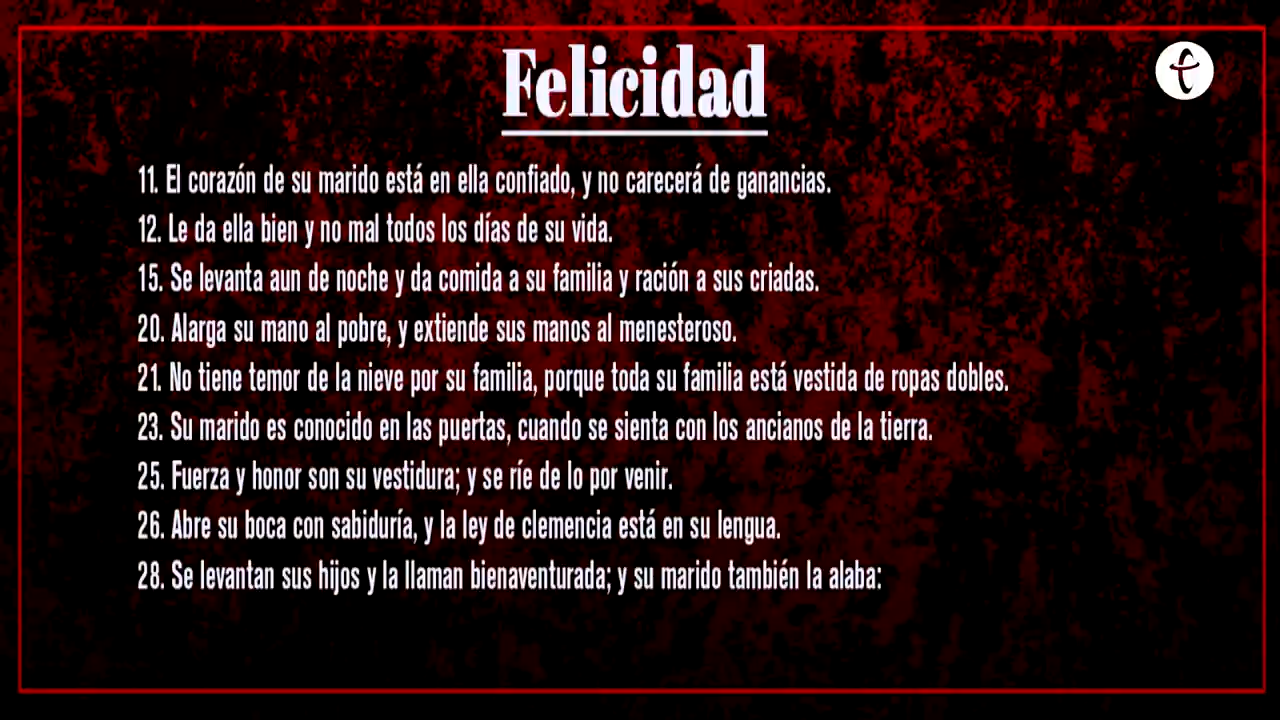 Felicidad
11. El corazón de su marido está en ella confiado, y no carecerá de ganancias.
12. Le da ella bien y no mal todos los días de su vida.
15. Se levanta aun de noche y da comida a su familia y ración a sus criadas.
20. Alarga su mano al pobre, y extiende sus manos al menesteroso.
21. No tiene temor de la nieve por su familia, porque toda su familia está vestida de ropas dobles.
23. Su marido es conocido en las puertas, cuando se sienta con los ancianos de la tierra.
25. Fuerza y honor son su vestidura; y se ríe de lo por venir.
26. Abre su boca con sabiduría, y la ley de clemencia está en su lengua.
28. Se levantan sus hijos y la llaman bienaventurada; y su marido también la alaba: